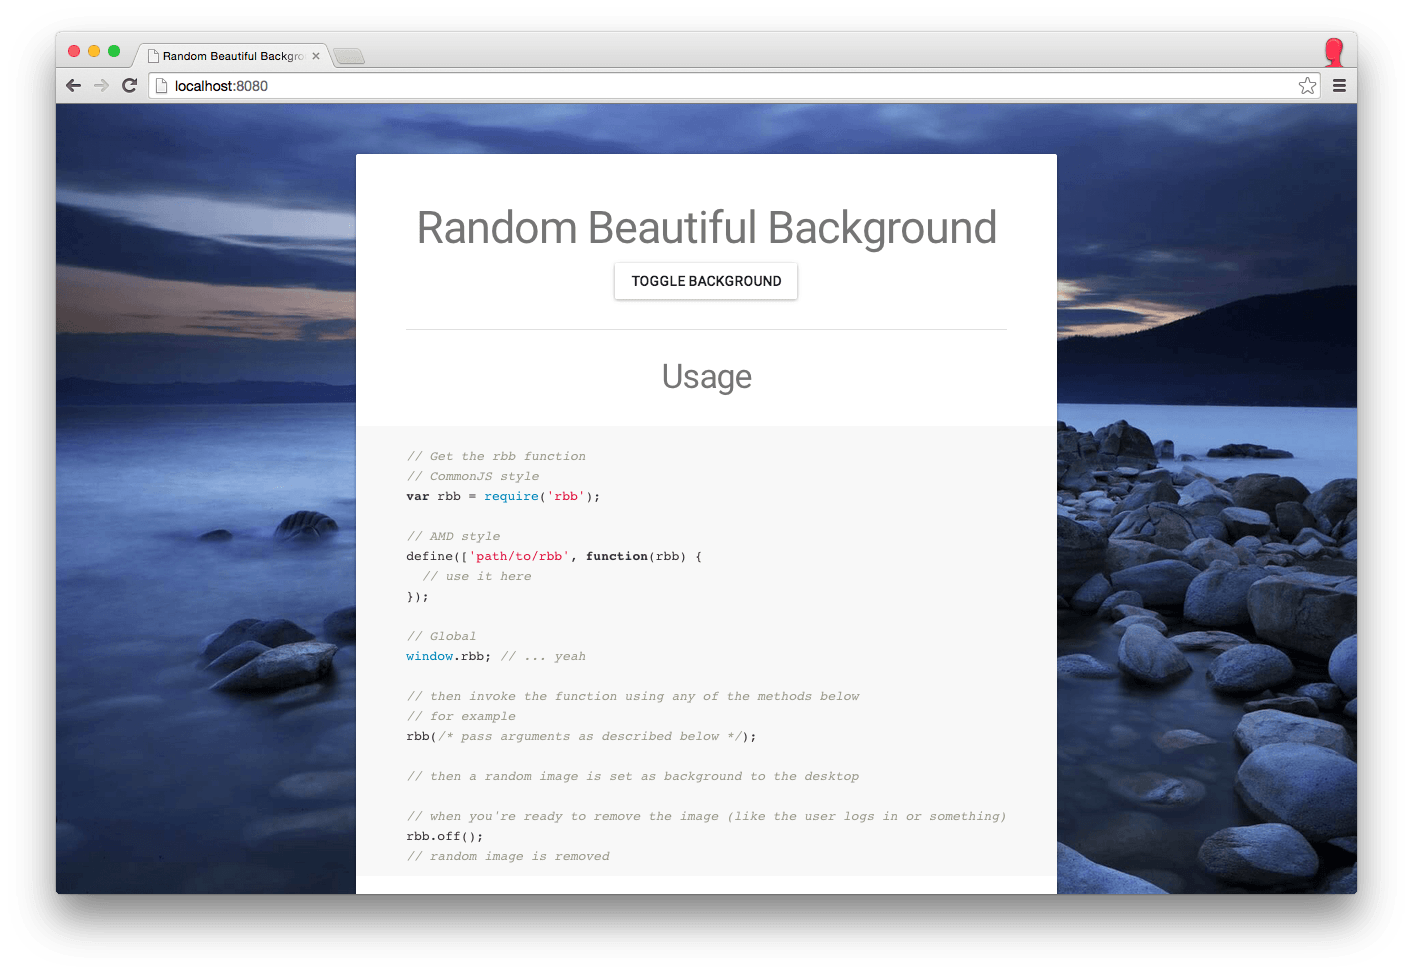 Random Beautiful Backgro
localhost:8080
Random Beautiful Background
TOGGLE BACKGROUND
Usage
// Get the rbb function
// CommonJS style
var rbb = require('rbb');
// AMD style
define(['path/to/rbb', function(rbb) {
// use it here
});
// Global
window.rbb; // ... yeah
// then invoke the function using any of the methods below
// for example
rbb(/* pass arguments as described below */);
// then a random image is set as background to the desktop
// when you're ready to remove the image (like the user logs in or something)
rbb.off();
// random image is removed